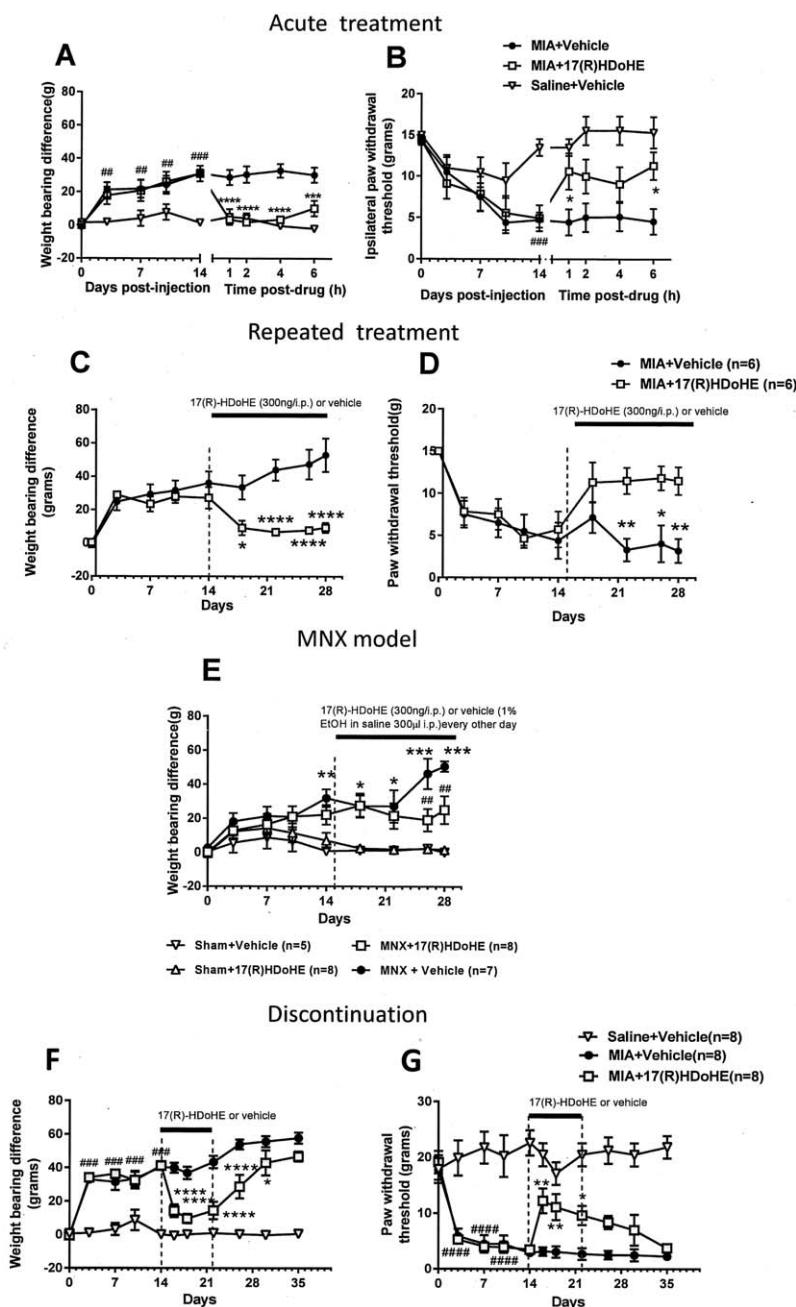 Acute treatment
A
B
MIA+Vehicle
MIA+17(R)HDoHE
Saline+Vehicle
Weight bearing difference(g)
80
60
40
20
0
-20
## ## ## ###
**** **** **** ***
0 7 14 1 2 4 6
Days post-injection Time post-drug (h)
Ipsilateral paw withdrawal
threshold (grams)
20
15
10
5
0
* *
###
0 7 14 1 2 4 6
Days post-injection Time post-drug (h)
Repeated treatment
C
D
MIA+Vehicle (n=6)
MIA+17(R)HDoHE (n=6)
17(R)-HDoHE (300ng/i.p.) or vehicle
Weight bearing difference
(grams)
80
60
40
20
0
-20
* **** **** ****
0 7 14 21 28
Days
17(R)-HDoHE (300ng/i.p.) or vehicle
Paw withdrawal threshold(g)
20
15
10
5
0
** * **
0 7 14 21 28
Days
MNX model
E
17(R)-HDoHE (300ng/i.p.) or vehicle (1%
EtOH in saline 300µl i.p.)every other day
Weight bearing difference(g)
80
60
40
20
0
-20
** * * *** ***
## ##
0 7 14 21 28
Days
Sham+Vehicle (n=5)
MNX+17(R)HDoHE (n=8)
Sham+17(R)HDoHE (n=8)
MNX + Vehicle (n=7)
Discontinuation
F
G
Saline+Vehicle(n=8)
MIA+Vehicle(n=8)
MIA+17(R)HDoHE(n=8)
17(R)-HDoHE or vehicle
Weight bearing difference
(grams)
80
60
40
20
0
-20
### ### ### ###
**** **** **** **** *
0 7 14 21 28 35
Days
17(R)-HDoHE or vehicle
Paw withdrawal
threshold (grams)
30
20
10
0
#### #### ####
** ** *
0 7 14 21 28 35
Days